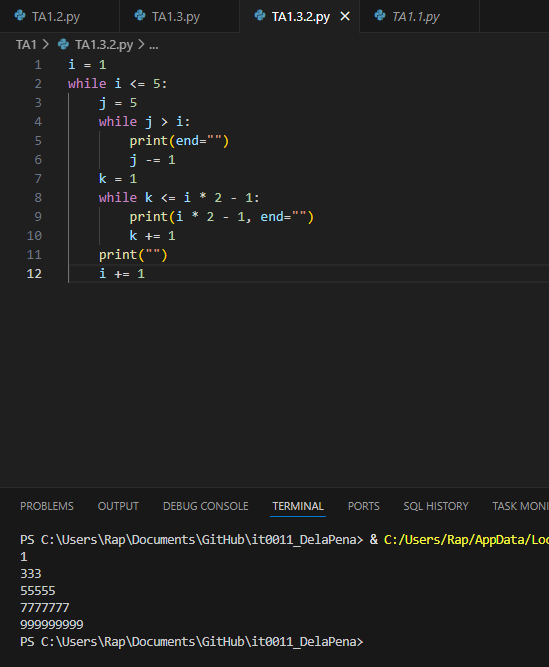 TA1.2.py TA1.3.py TA1.3.2.py TA1.1.py
TA1 > TA1.3.2.py > ...
1 i = 1
2 while i <= 5:
3     j = 5
4     while j > i:
5         print(end="")
6         j -= 1
7     k = 1
8     while k <= i * 2 - 1:
9         print(i * 2 - 1, end="")
10         k += 1
11     print("")
12     i += 1
PROBLEMS OUTPUT DEBUG CONSOLE TERMINAL PORTS SQL HISTORY TASK MONI
PS C:\Users\Rap\Documents\GitHub\it0011_DelaPena> & C:/Users/Rap/AppData/Loc
1
333
55555
7777777
999999999
PS C:\Users\Rap\Documents\GitHub\it0011_DelaPena>